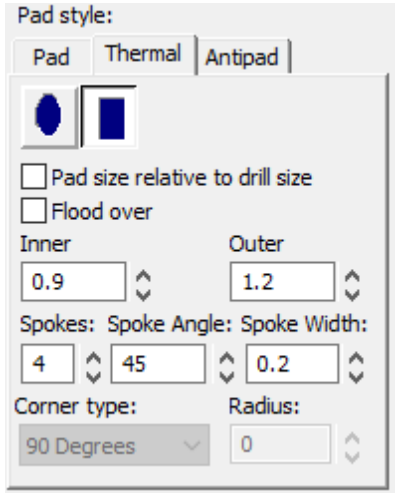 Pad style:
Pad Thermal Antipad
Pad size relative to drill size
Flood over
Inner Outer
0.9 1.2
Spokes: Spoke Angle: Spoke Width:
4 45 0.2
Corner type: Radius:
90 Degrees 0